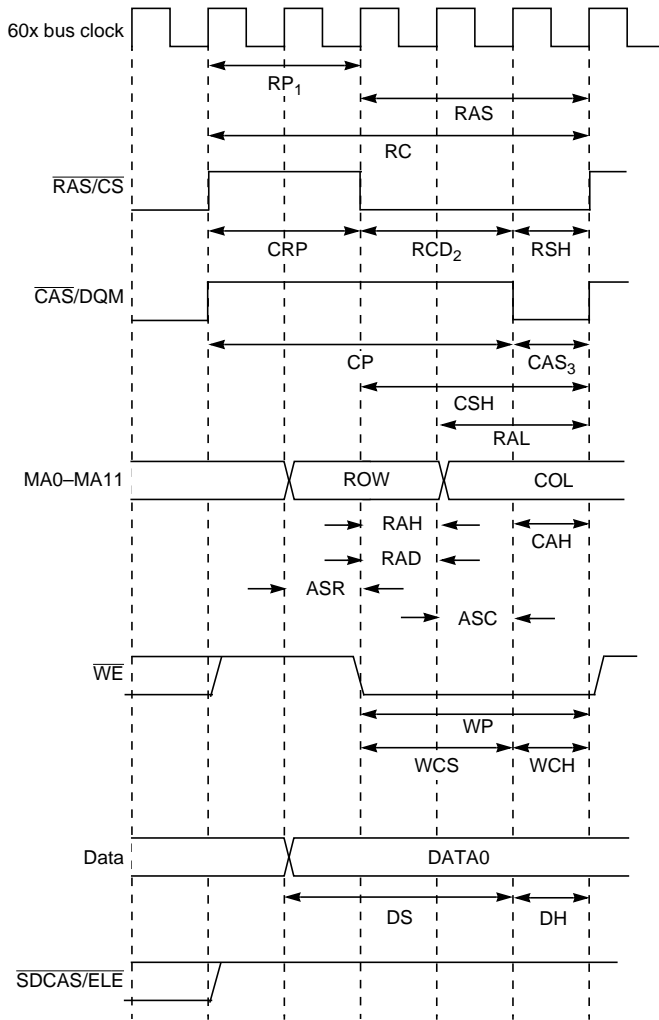 60x bus clock
RP1
RAS
RC
RAS/CS
CRP RCD2 RSH
CAS/DQM
CP CAS3
CSH
RAL
MA0–MA11 ROW COL
RAH CAH
RAD
ASR
ASC
WE
WP
WCS WCH
Data DATA0
DS DH
SDCAS/ELE